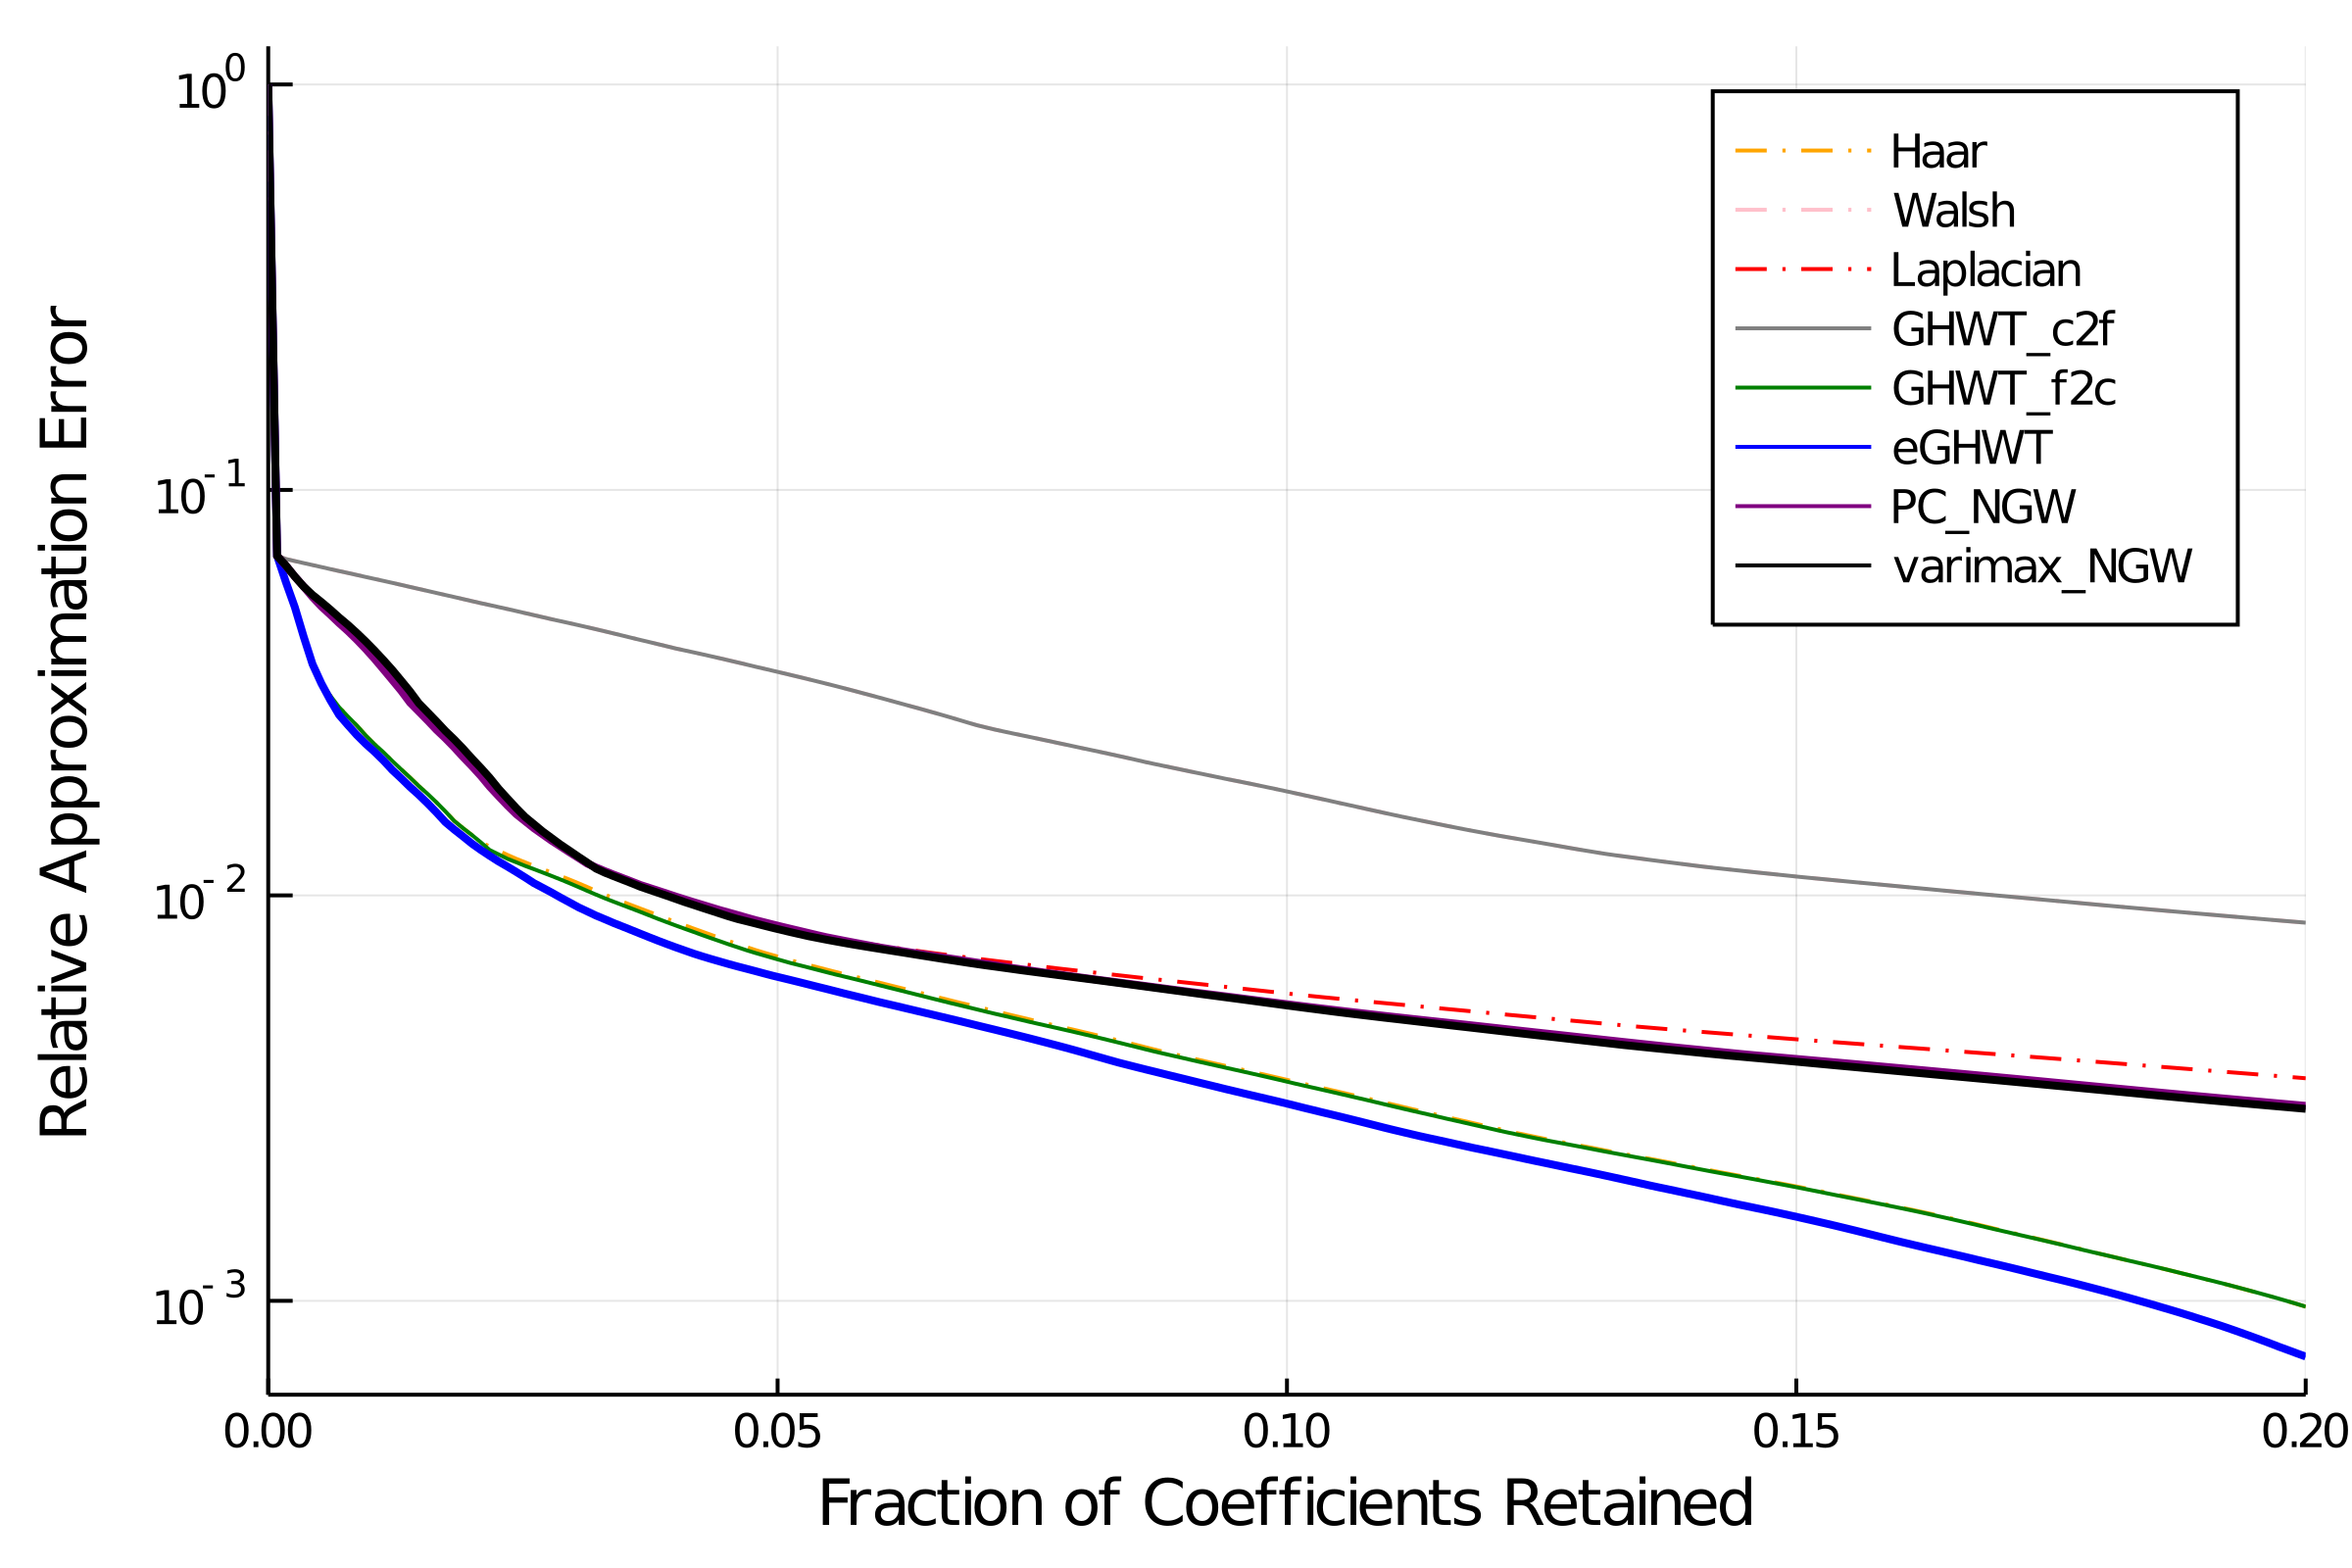 10^0
10^-1
10^-2
10^-3
Relative Approximation Error
Haar
Walsh
Laplacian
GHWT_c2f
GHWT_f2c
eGHWT
PC_NGW
varimax_NGW
0.00 0.05 0.10 0.15 0.20
Fraction of Coefficients Retained